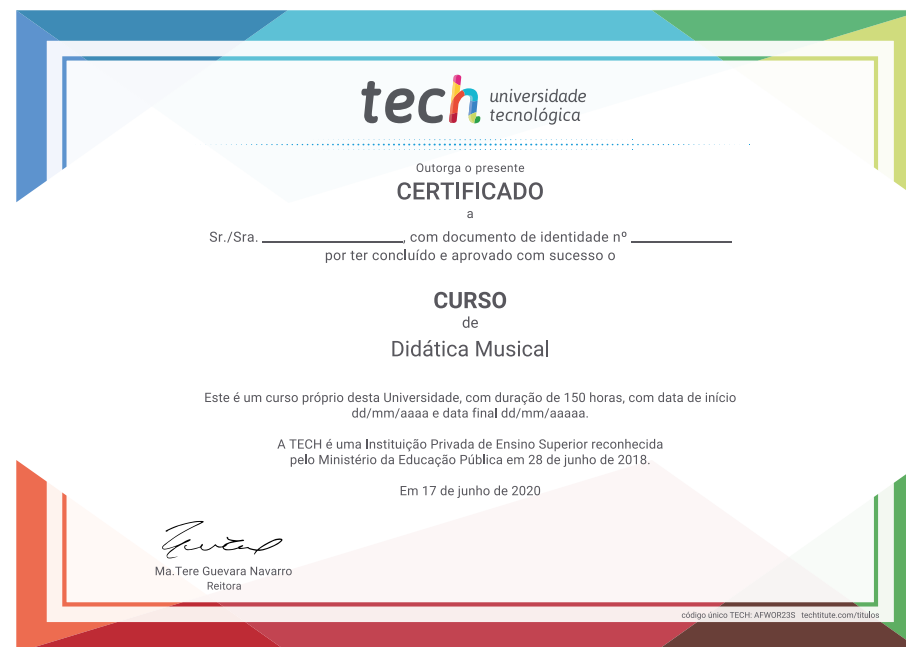 tech universidade
tecnológica
Outorga o presente
CERTIFICADO
a
Sr./Sra. ____________, com documento de identidade nº ____________
por ter concluído e aprovado com sucesso o
CURSO
de
Didática Musical
Este é um curso próprio desta Universidade, com duração de 150 horas, com data de início
dd/mm/aaaa e data final dd/mm/aaaaa.
A TECH é uma Instituição Privada de Ensino Superior reconhecida
pelo Ministério da Educação Pública em 28 de junho de 2018.
Em 17 de junho de 2020
Ma.Tere Guevara Navarro
Reitora
código único TECH: AFWOR23S techtitute.com/títulos